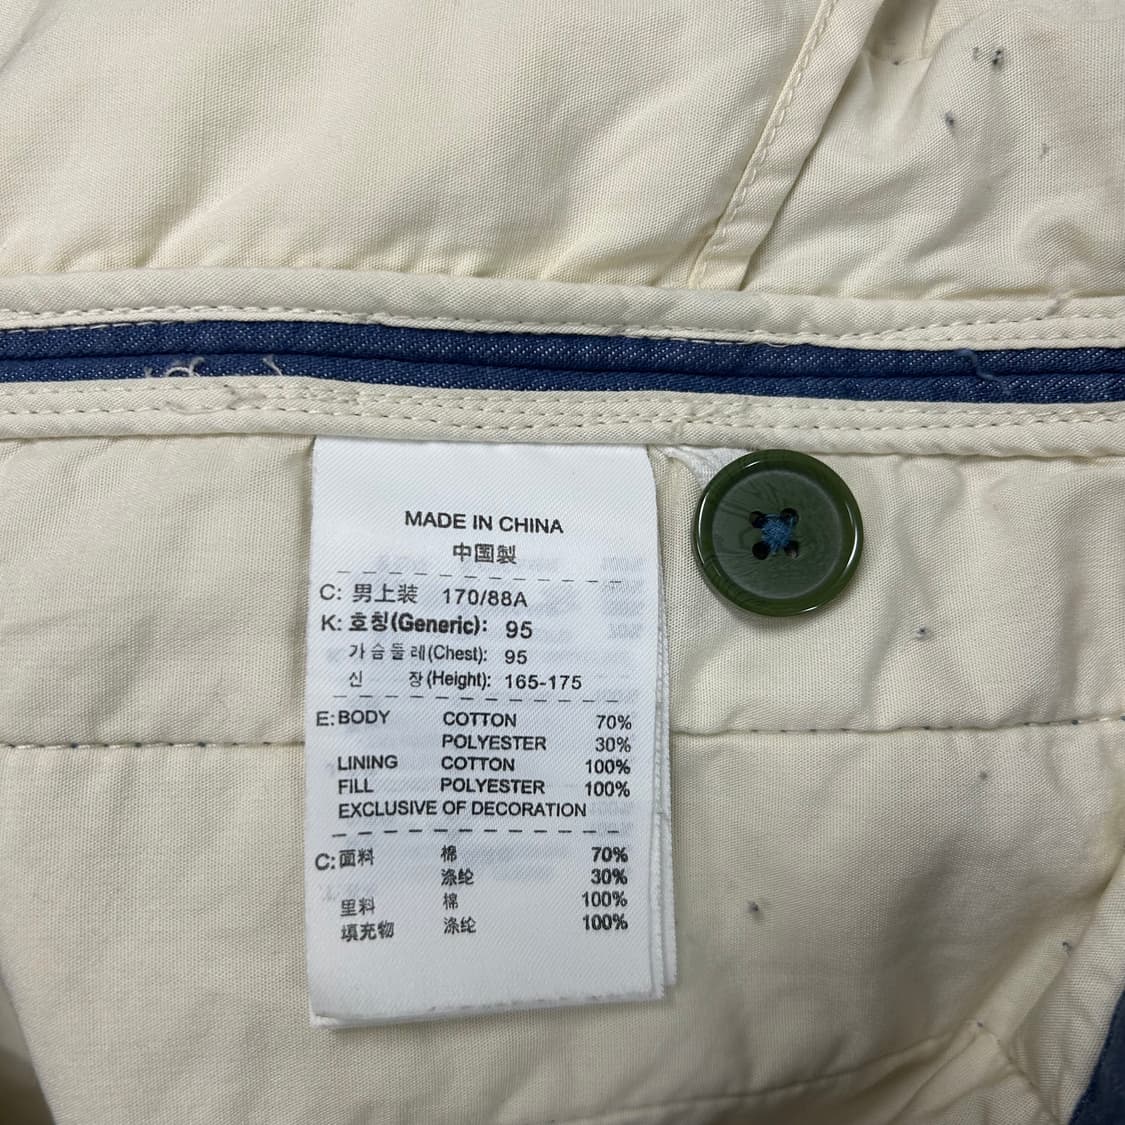 MADE IN CHINA
中国製
C: 男上装 170/88A
K: 호칭(Generic): 95
가슴둘레(Chest): 95
신 장(Height): 165-175
E: BODY COTTON 70%
POLYESTER 30%
LINING COTTON 100%
FILL POLYESTER 100%
EXCLUSIVE OF DECORATION
C: 面料 棉 70%
涤纶 30%
里料 棉 100%
填充物 涤纶 100%